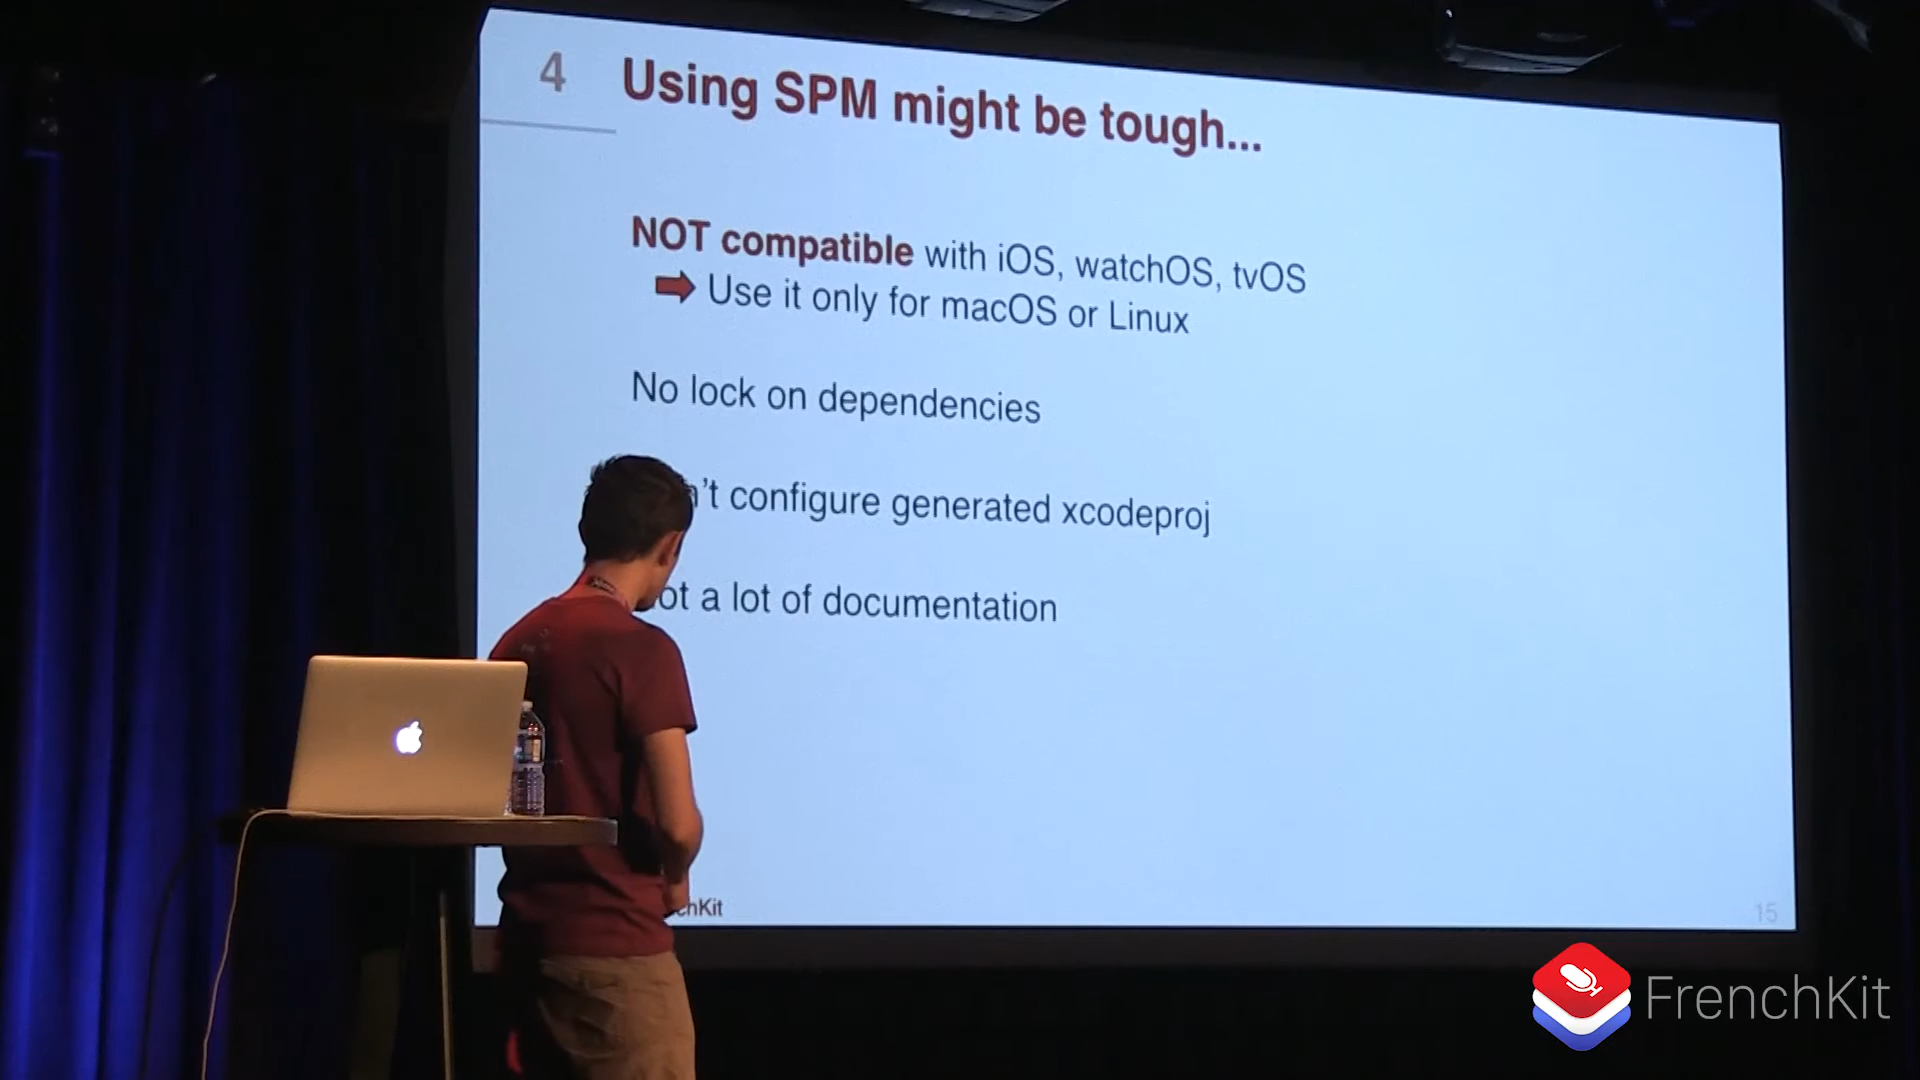 4 Using SPM might be tough...
NOT compatible with iOS, watchOS, tvOS
Use it only for macOS or Linux
No lock on dependencies
't configure generated xcodeproj
ot a lot of documentation
chKit
15
FrenchKit